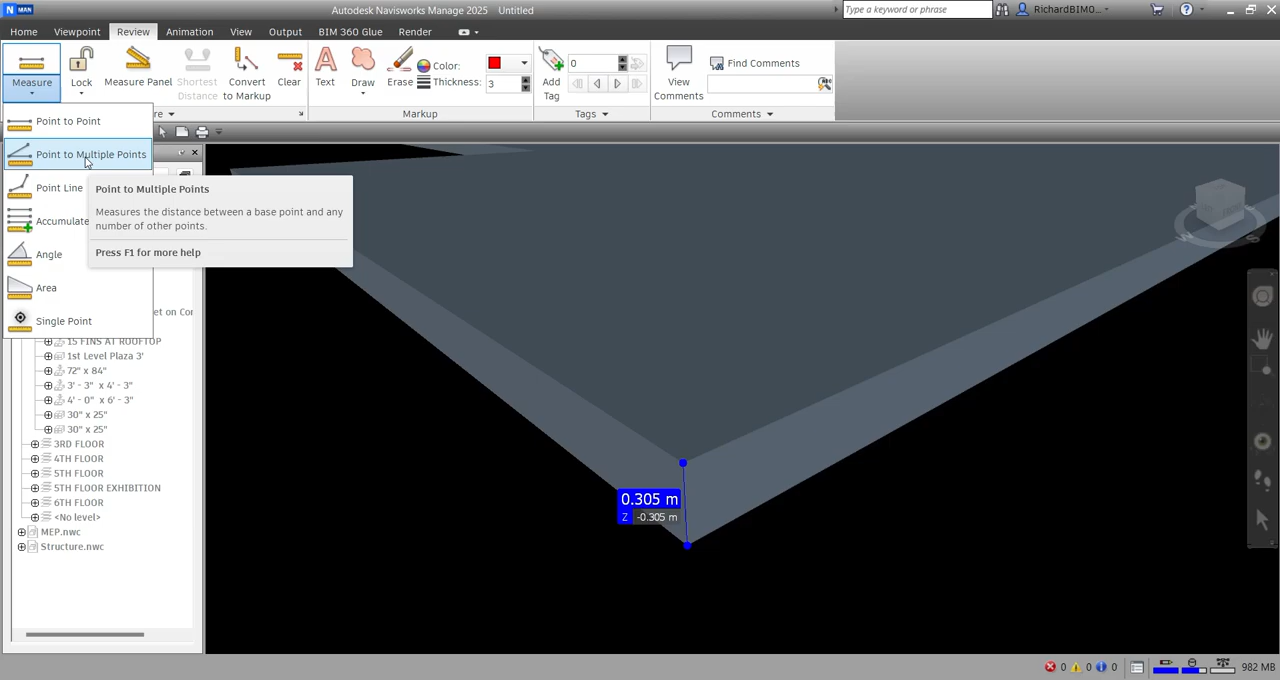 N MAN
Autodesk Navisworks Manage 2025 Untitled
Type a keyword or phrase
RichardBIMO...
Home Viewpoint Review Animation View Output BIM 360 Glue Render
Measure
Lock
Measure Panel
Shortest
Distance
Convert
to Markup
Clear
Text
Draw
Erase
Color:
Thickness: 3
Add
Tag
0
View
Comments
Find Comments
re
Markup
Tags
Comments
Point to Point
Point to Multiple Points
Point Line
Accumulate
Angle
Area
Single Point
Point to Multiple Points
Measures the distance between a base point and any
number of other points.
Press F1 for more help
et on Cor
15 FINS AT ROOFTOP
1st Level Plaza 3'
72" x 84"
3' - 3" x 4' - 3"
4' - 0" x 6' - 3"
30" x 25"
30" x 25"
3RD FLOOR
4TH FLOOR
5TH FLOOR
5TH FLOOR EXHIBITION
6TH FLOOR
<No level>
MEP.nwc
Structure.nwc
0.305 m
Z -0.305 m
W
S
0 0 0
982 MB